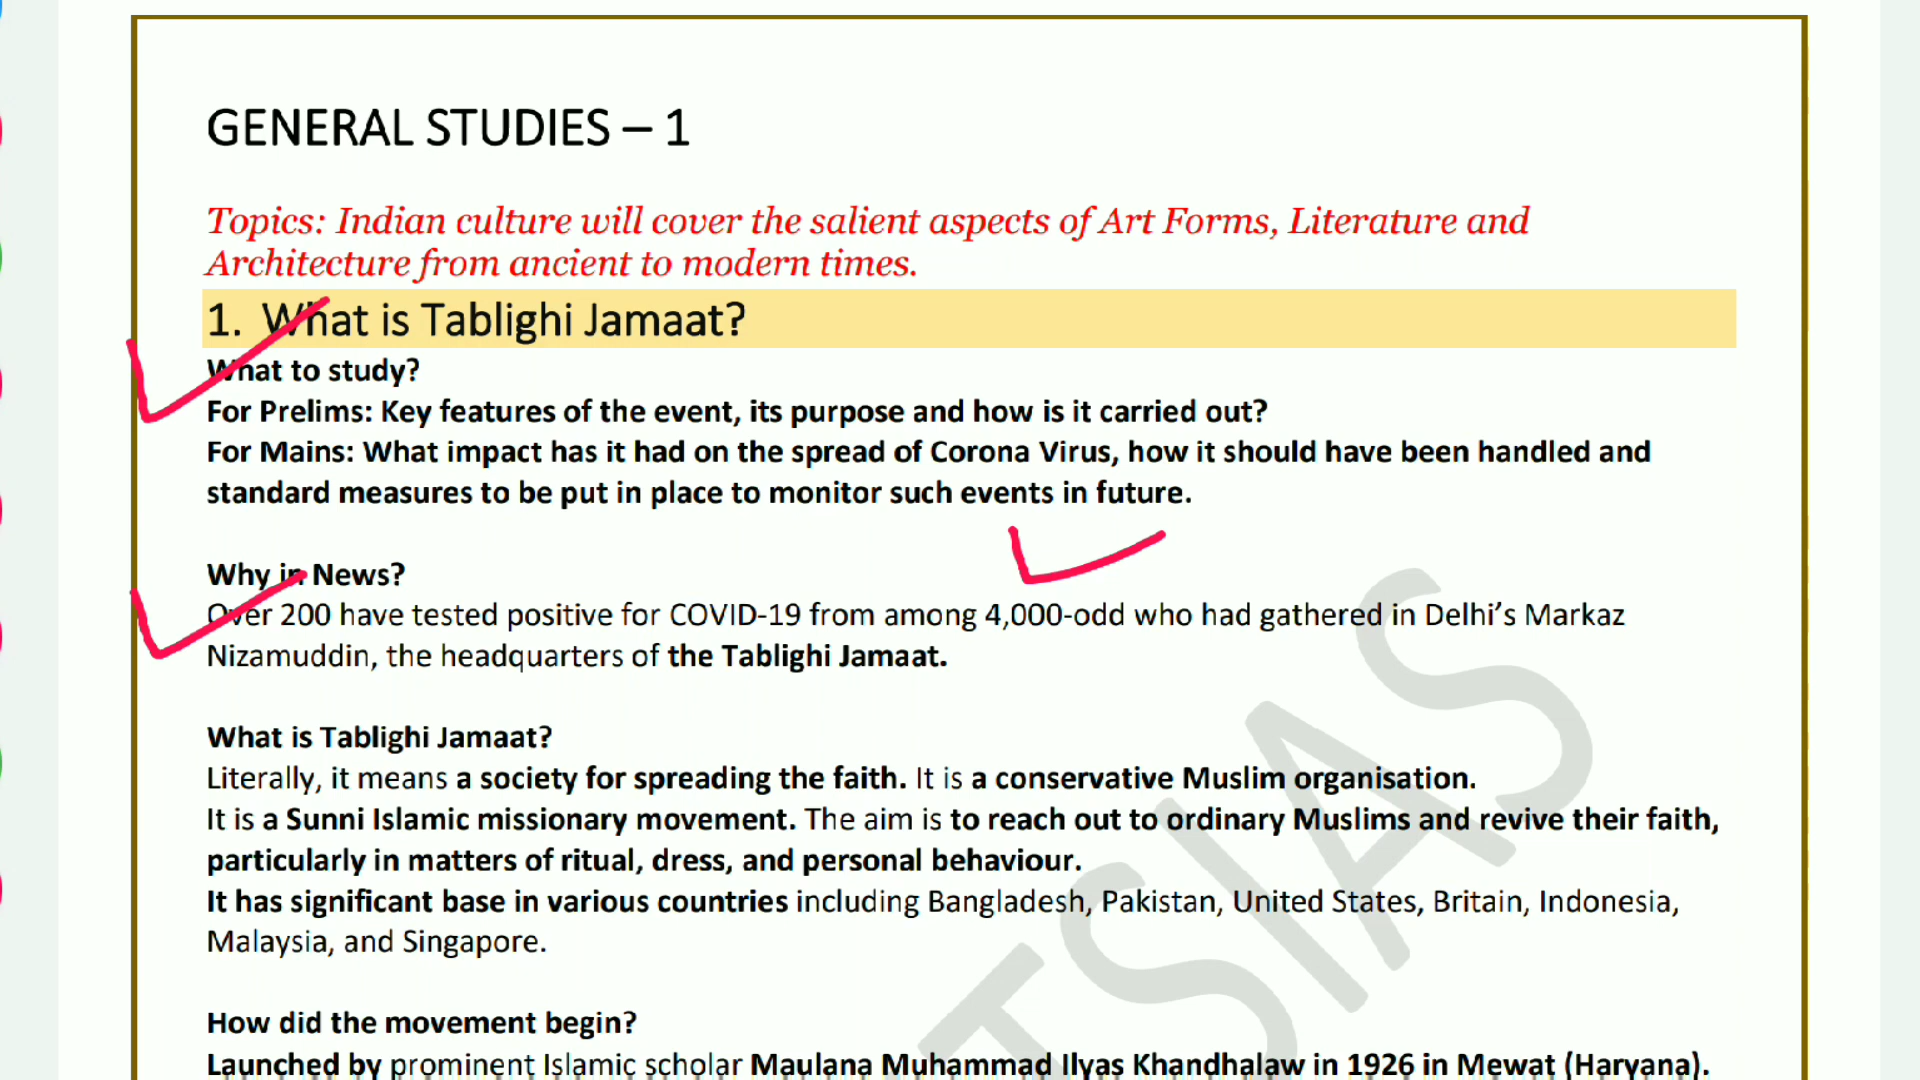 GENERAL STUDIES – 1
Topics: Indian culture will cover the salient aspects of Art Forms, Literature and
Architecture from ancient to modern times.
1. What is Tablighi Jamaat?
What to study?
For Prelims: Key features of the event, its purpose and how is it carried out?
For Mains: What impact has it had on the spread of Corona Virus, how it should have been handled and
standard measures to be put in place to monitor such events in future.
Why in News?
Over 200 have tested positive for COVID-19 from among 4,000-odd who had gathered in Delhi’s Markaz
Nizamuddin, the headquarters of the Tablighi Jamaat.
What is Tablighi Jamaat?
Literally, it means a society for spreading the faith. It is a conservative Muslim organisation.
It is a Sunni Islamic missionary movement. The aim is to reach out to ordinary Muslims and revive their faith,
particularly in matters of ritual, dress, and personal behaviour.
It has significant base in various countries including Bangladesh, Pakistan, United States, Britain, Indonesia,
Malaysia, and Singapore.
How did the movement begin?
Launched by prominent Islamic scholar Maulana Muhammad Ilyas Khandhalaw in 1926 in Mewat (Haryana).
TSIAS